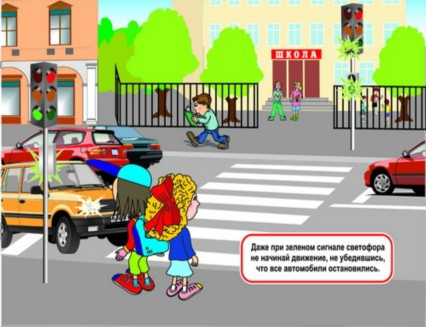 ШКОЛА
Даже при зеленом сигнале светофора
не начинай движение, не убедившись,
что все автомобили остановились.